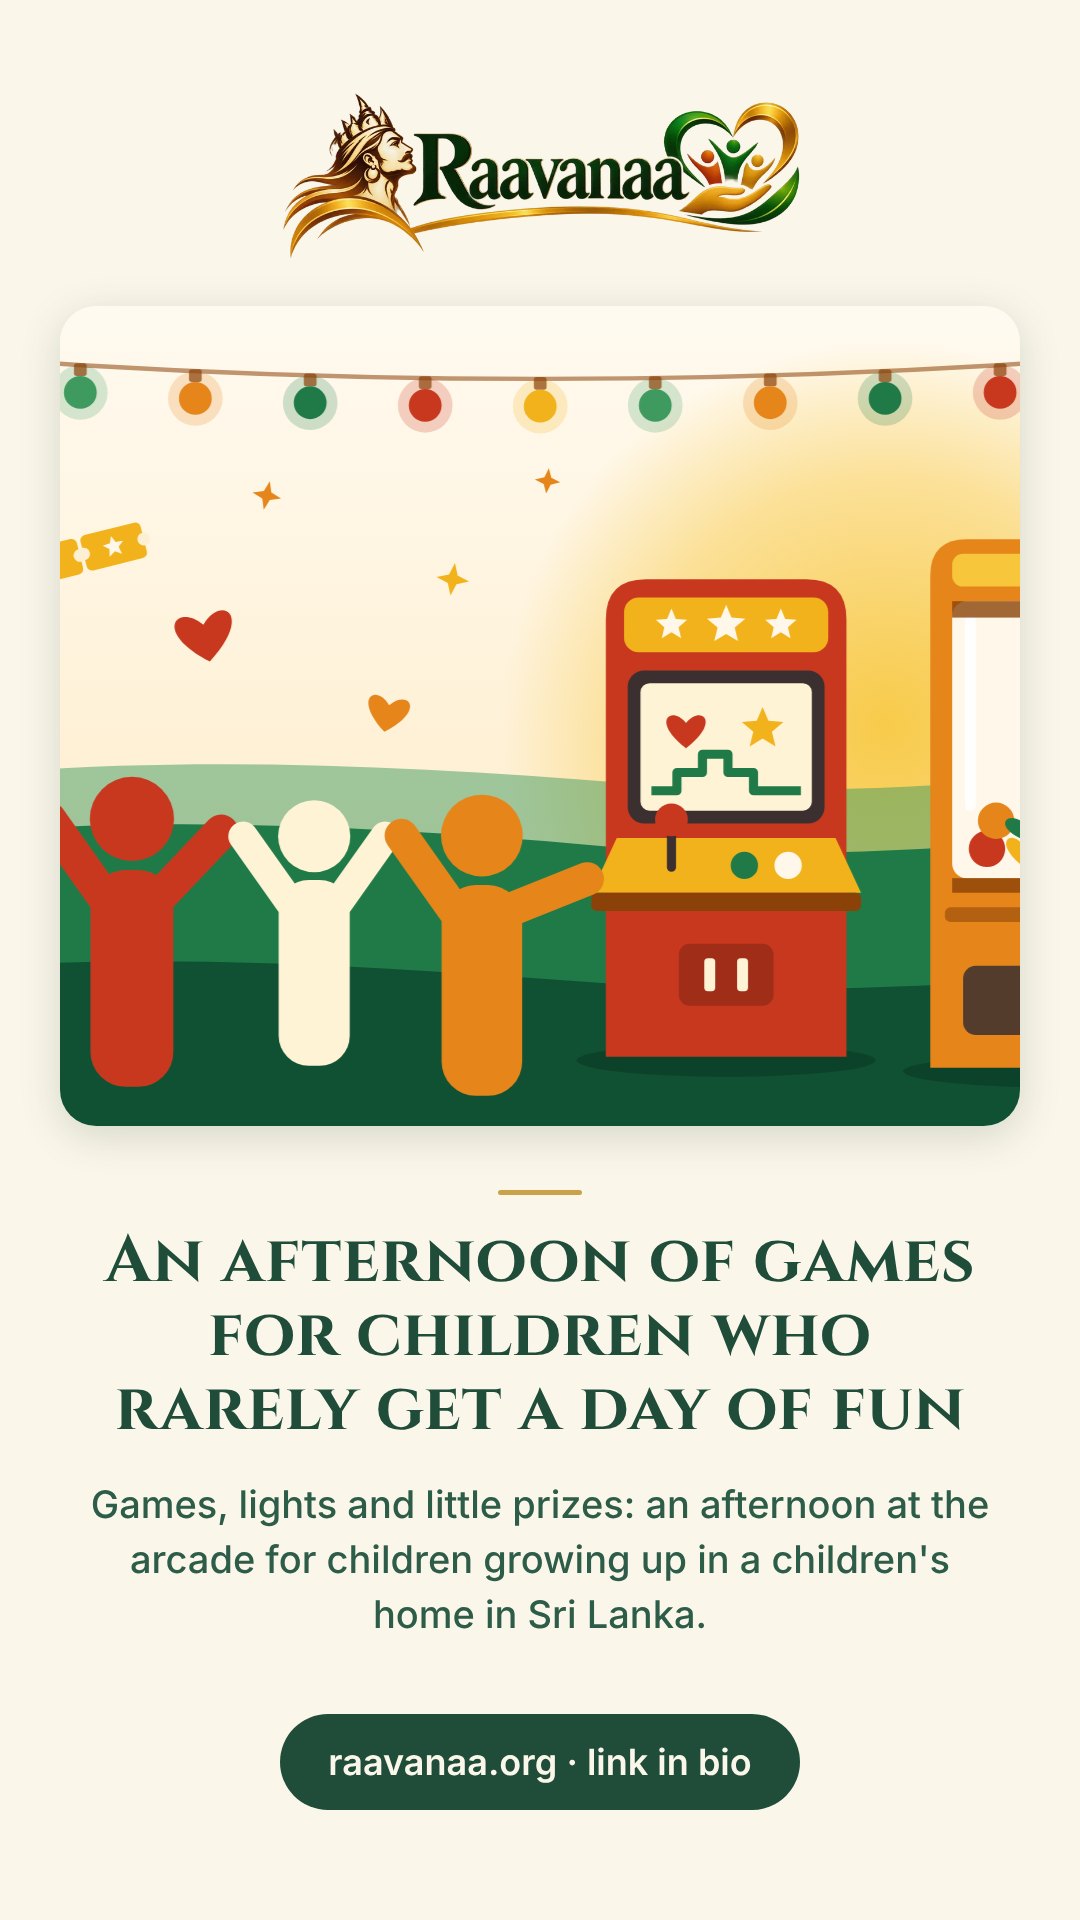 Raavanaa
An afternoon of games
for children who
rarely get a day of fun
Games, lights and little prizes: an afternoon at the
arcade for children growing up in a children's
home in Sri Lanka.
raavanaa.org · link in bio